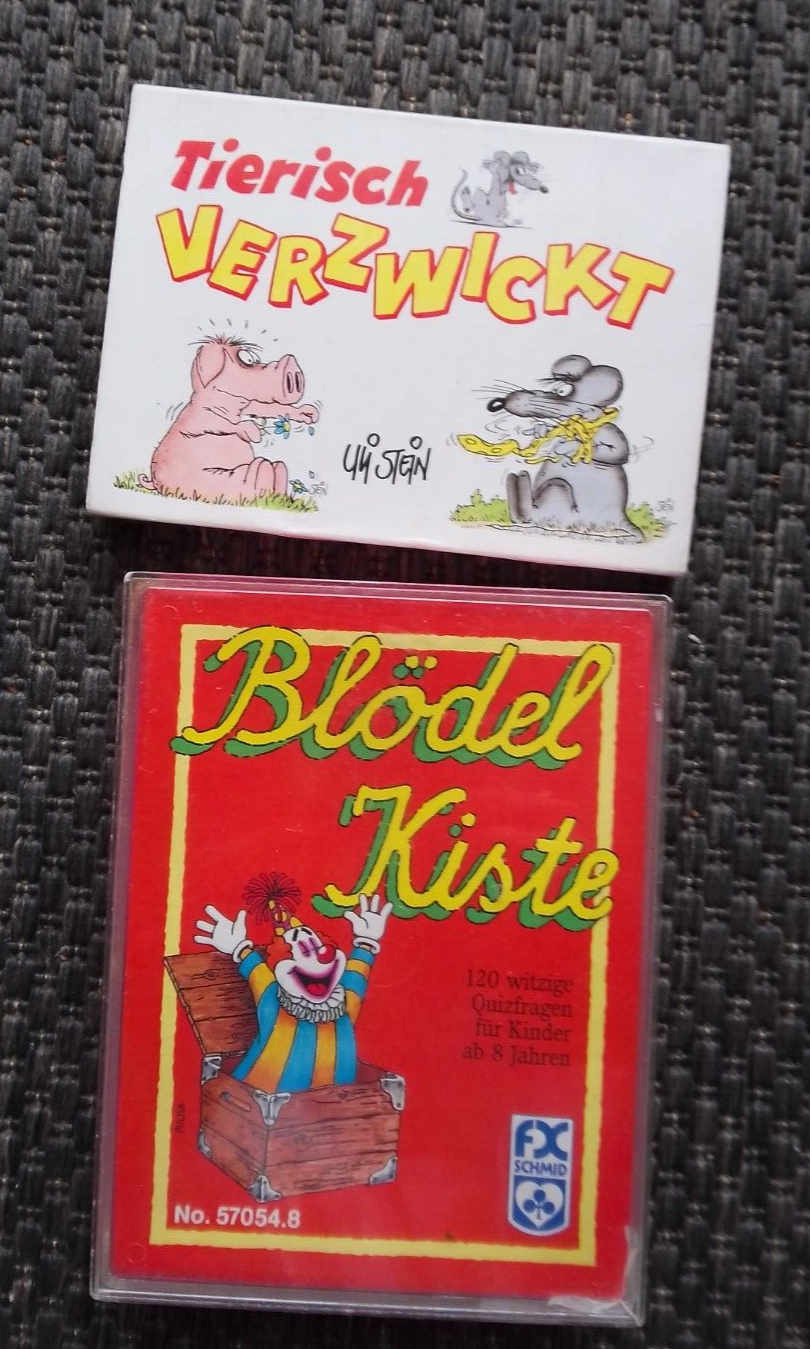 Tierisch
VERZWICKT
Uli STEiN
STEiN
Blödel
Kiste
120 witzige
Quizfragen
für Kinder
ab 8 Jahren
FX
SCHMID
No. 57054.8